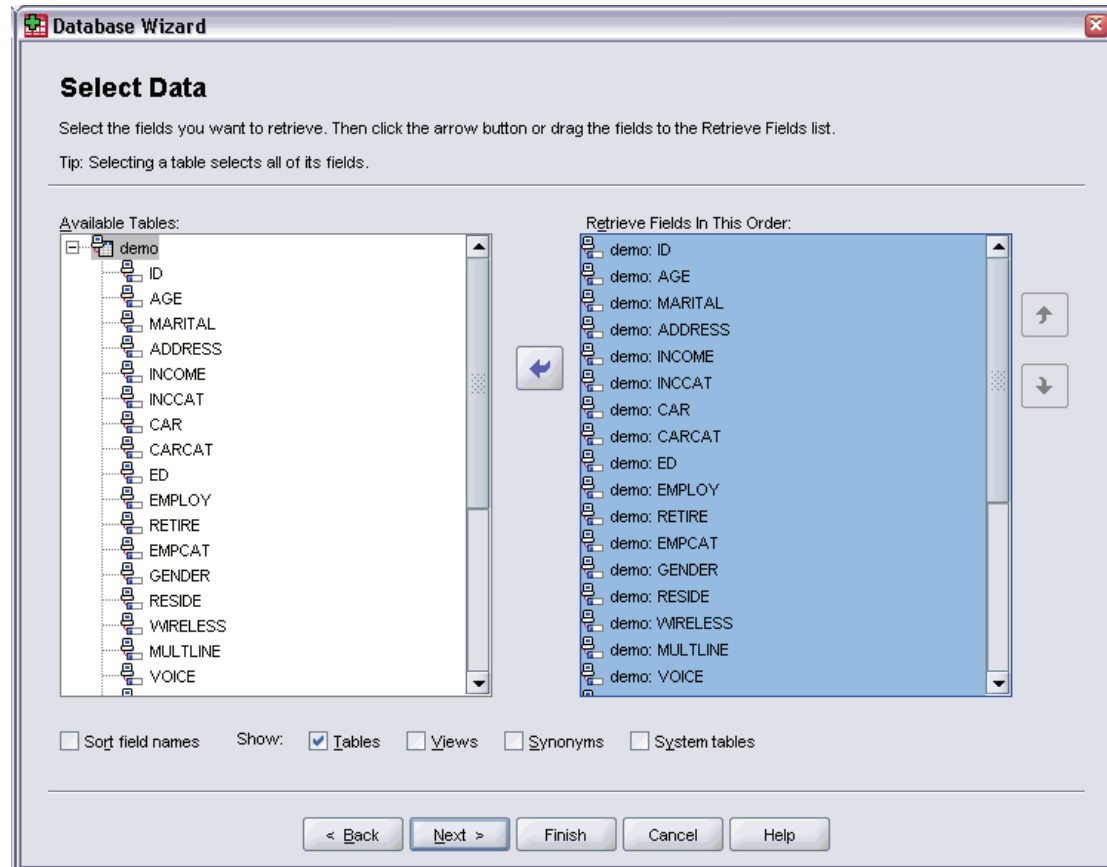 Database Wizard
Select Data
Select the fields you want to retrieve. Then click the arrow button or drag the fields to the Retrieve Fields list.
Tip: Selecting a table selects all of its fields.
Available Tables:
demo
ID
AGE
MARITAL
ADDRESS
INCOME
INCCAT
CAR
CARCAT
ED
EMPLOY
RETIRE
EMPCAT
GENDER
RESIDE
WIRELESS
MULTLINE
VOICE
Retrieve Fields In This Order:
demo: ID
demo: AGE
demo: MARITAL
demo: ADDRESS
demo: INCOME
demo: INCCAT
demo: CAR
demo: CARCAT
demo: ED
demo: EMPLOY
demo: RETIRE
demo: EMPCAT
demo: GENDER
demo: RESIDE
demo: WIRELESS
demo: MULTLINE
demo: VOICE
Sort field names Show: Tables Views Synonyms System tables
< Back Next > Finish Cancel Help